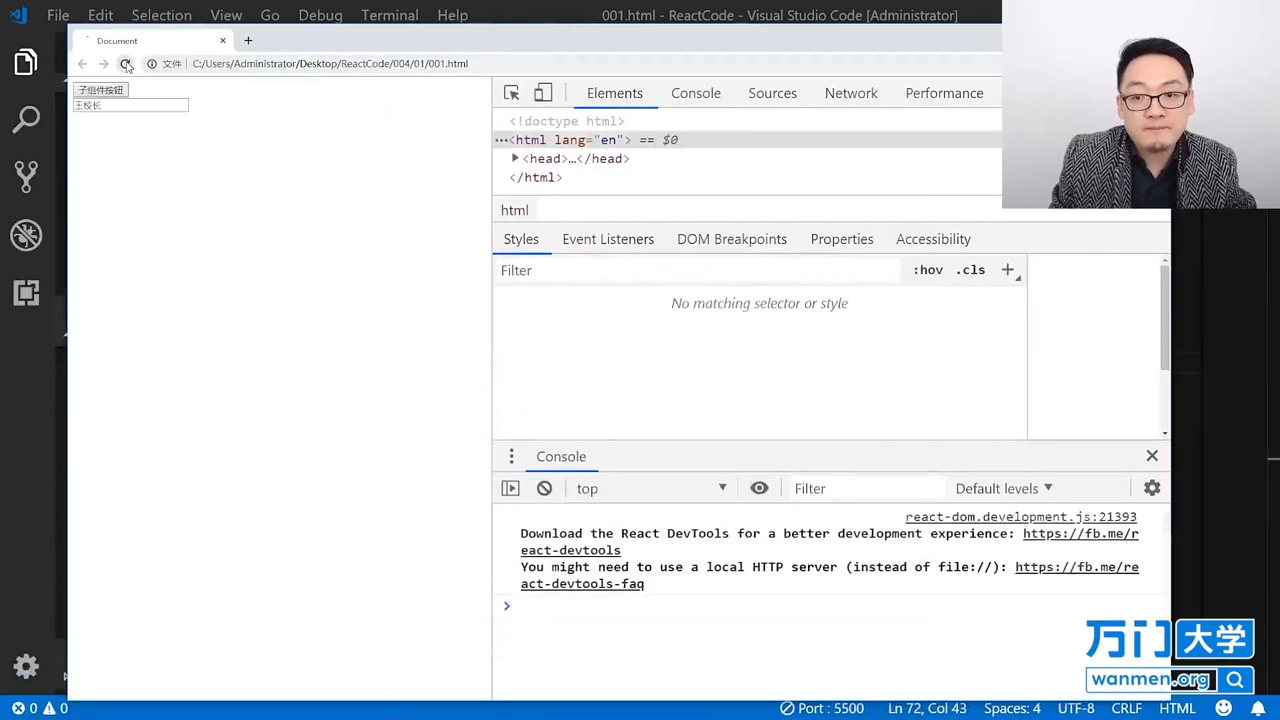 File Edit Selection View Go Debug Terminal Help 001.html - ReactCode - Visual Studio Code [Administrator]
Document
文件 C:/Users/Administrator/Desktop/ReactCode/004/01/001.html
子组件按钮
王校长
Elements Console Sources Network Performance
<!doctype html>
…<html lang="en"> == $0
<head>…</head>
</html>
html
Styles Event Listeners DOM Breakpoints Properties Accessibility
Filter :hov .cls
No matching selector or style
Console
top Filter Default levels
react-dom.development.js:21393
Download the React DevTools for a better development experience: https://fb.me/r
eact-devtools
You might need to use a local HTTP server (instead of file://): https://fb.me/re
act-devtools-faq
万门大学
wanmen.org
0 0 Port : 5500 Ln 72, Col 43 Spaces: 4 UTF-8 CRLF HTML